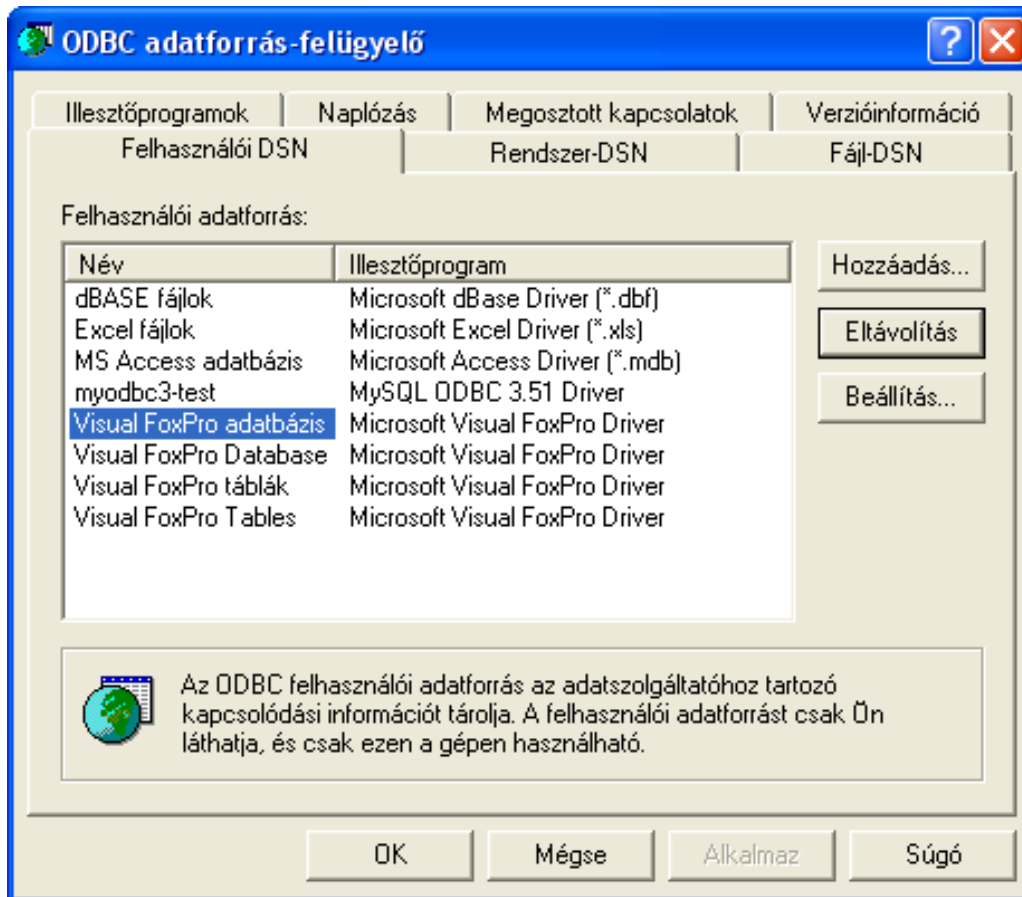 ODBC adatforrás-felügyelő
Illesztőprogramok Naplózás Megosztott kapcsolatok Verzióinformáció
Felhasználói DSN Rendszer-DSN Fájl-DSN
Felhasználói adatforrás:
Név Illesztőprogram
dBASE fájlok Microsoft dBase Driver (*.dbf)
Excel fájlok Microsoft Excel Driver (*.xls)
MS Access adatbázis Microsoft Access Driver (*.mdb)
myodbc3-test MySQL ODBC 3.51 Driver
Visual FoxPro adatbázis Microsoft Visual FoxPro Driver
Visual FoxPro Database Microsoft Visual FoxPro Driver
Visual FoxPro táblák Microsoft Visual FoxPro Driver
Visual FoxPro Tables Microsoft Visual FoxPro Driver
Hozzáadás...
Eltávolítás
Beállítás...
Az ODBC felhasználói adatforrás az adatszolgáltatóhoz tartozó
kapcsolódási információt tárolja. A felhasználói adatforrást csak Ön
láthatja, és csak ezen a gépen használható.
OK Mégse Alkalmaz Súgó